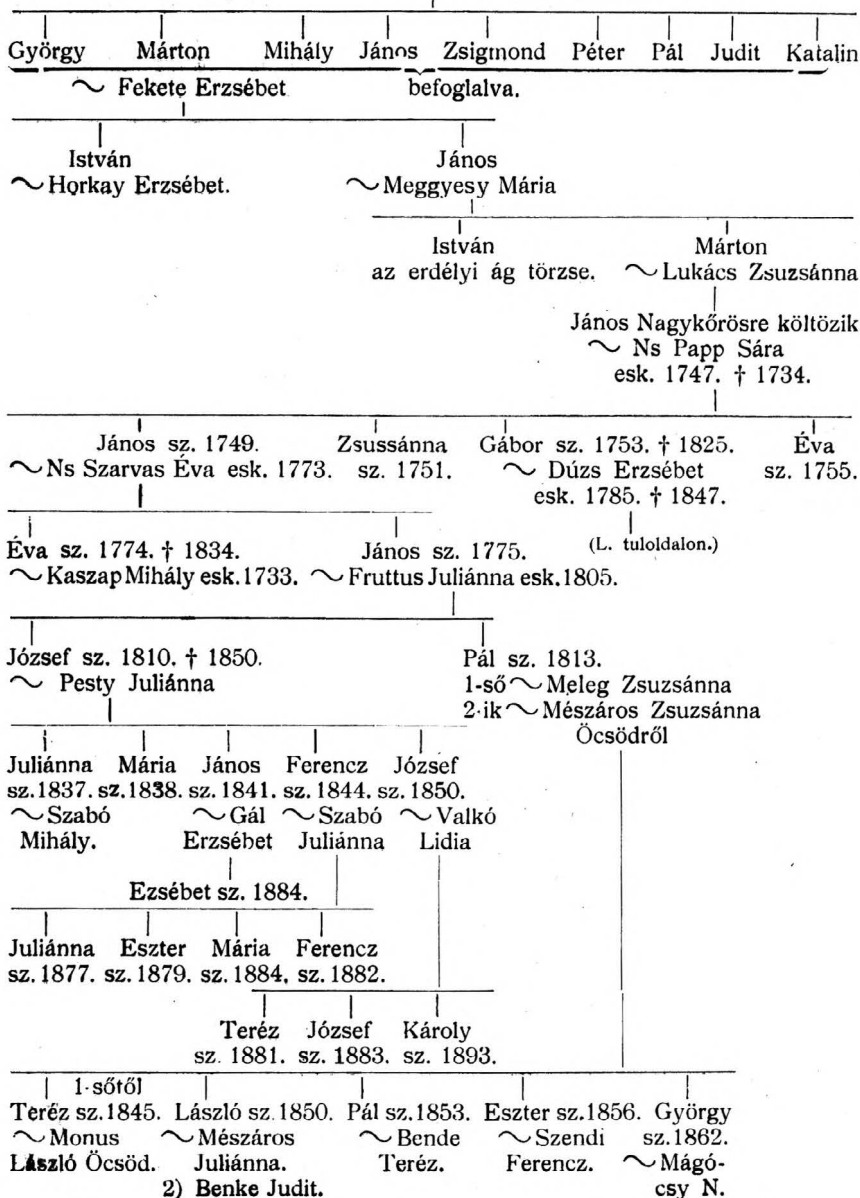 György Márton Mihály János Zsigmond Péter Pál Judit Katalin
~ Fekete Erzsébet befoglalva.
István János
~ Horkay Erzsébet. ~ Meggyesy Mária
István Márton
az erdélyi ág törzse. ~ Lukács Zsuzsánna
János Nagykőrösre költözik
~ Ns Papp Sára
esk. 1747. † 1734.
János sz. 1749. Zsussánna Gábor sz. 1753. † 1825. Éva
~ Ns Szarvas Éva esk. 1773. sz. 1751. ~ Dúzs Erzsébet sz. 1755.
esk. 1785. † 1847.
Éva sz. 1774. † 1834. János sz. 1775. (L. tuloldalon.)
~ Kaszap Mihály esk. 1733. ~ Fruttus Juliánna esk. 1805.
József sz. 1810. † 1850. Pál sz. 1813.
~ Pesty Juliánna 1-ső ~ Meleg Zsuzsánna
2-ik ~ Mészáros Zsuzsánna
Öcsödről
Juliánna Mária János Ferencz József
sz. 1837. sz. 1838. sz. 1841. sz. 1844. sz. 1850.
~ Szabó ~ Gál ~ Szabó ~ Valkó
Mihály. Erzsébet Juliánna Lidia
Ezsébet sz. 1884.
Juliánna Eszter Mária Ferencz
sz. 1877. sz. 1879. sz. 1884, sz. 1882.
Teréz József Károly
sz. 1881. sz. 1883. sz. 1893.
1-sőtől
Teréz sz. 1845. László sz. 1850. Pál sz. 1853. Eszter sz. 1856. György
~ Monus ~ Mészáros ~ Bende ~ Szendi sz. 1862.
László Öcsöd. Juliánna. Teréz. Ferencz. ~ Mágó-
2) Benke Judit. csy N.